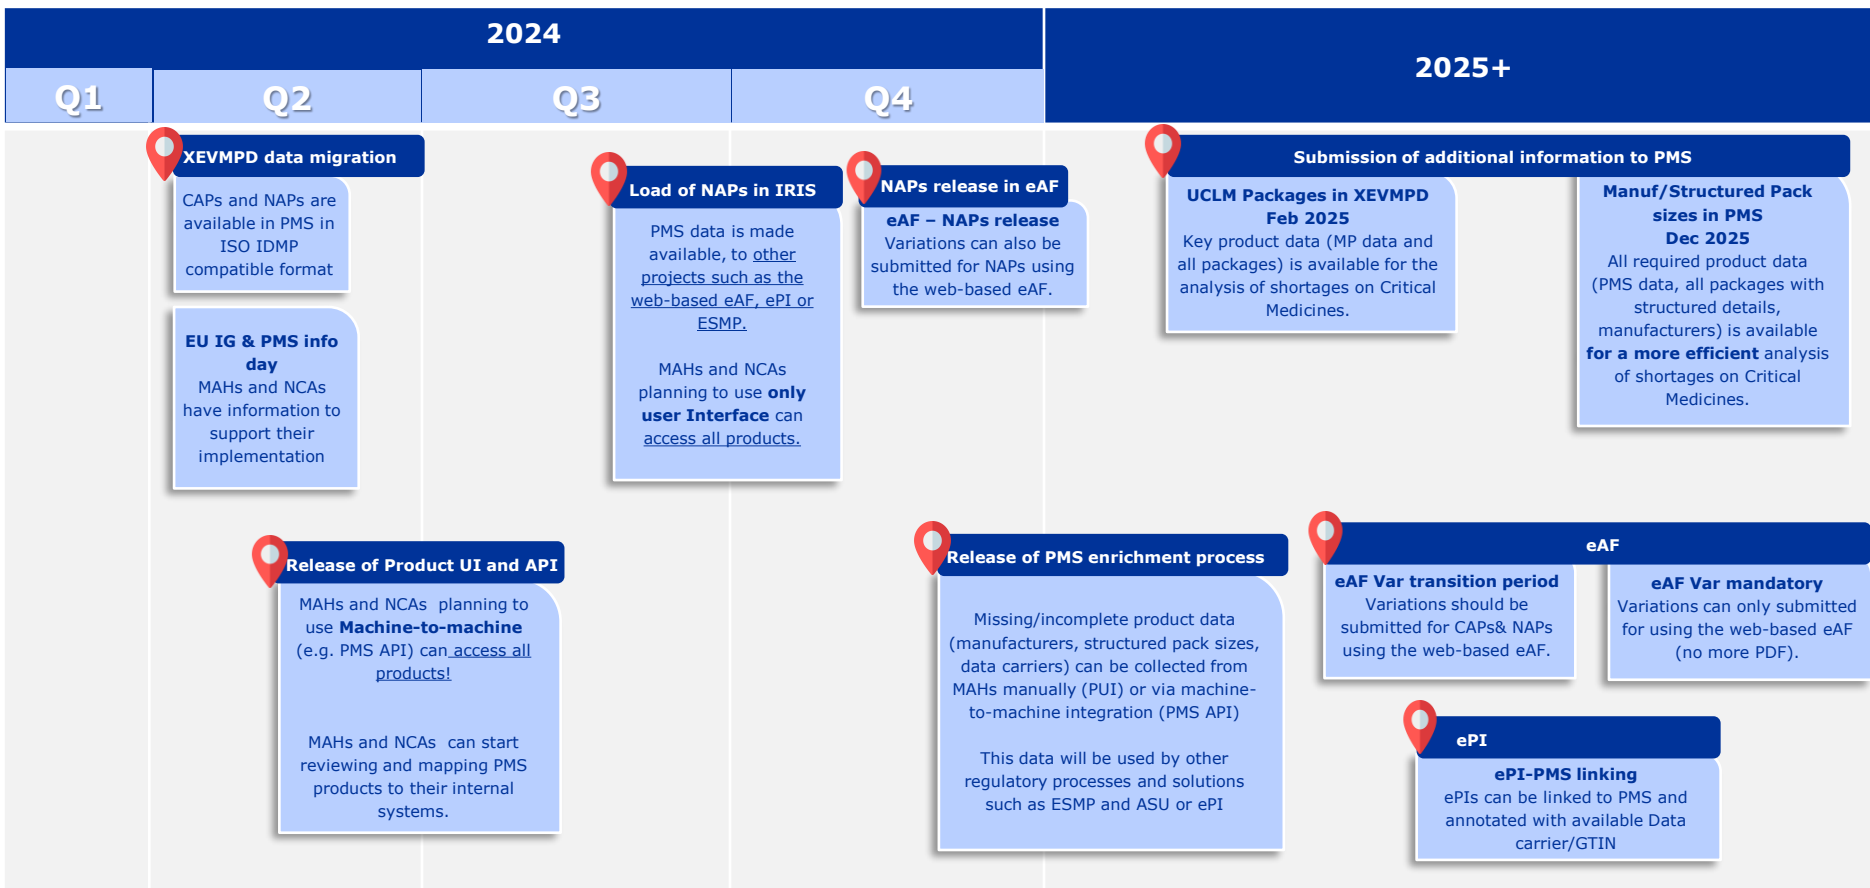 2024
2025+
Q1
Q2
Q3
Q4
XEVMPD data migration
CAPs and NAPs are
available in PMS in
ISO IDMP
compatible format
EU IG & PMS info
day
MAHs and NCAs
have information to
support their
implementation
Release of Product UI and API
MAHs and NCAs planning to
use Machine-to-machine
(e.g. PMS API) can access all
products!
MAHs and NCAs can start
reviewing and mapping PMS
products to their internal
systems.
Load of NAPs in IRIS
PMS data is made
available, to other
projects such as the
web-based eAF, ePI or
ESMP.
MAHs and NCAs
planning to use only
user Interface can
access all products.
NAPs release in eAF
eAF – NAPs release
Variations can also be
submitted for NAPs using
the web-based eAF.
Release of PMS enrichment process
Missing/incomplete product data
(manufacturers, structured pack sizes,
data carriers) can be collected from
MAHs manually (PUI) or via machine-
to-machine integration (PMS API)
This data will be used by other
regulatory processes and solutions
such as ESMP and ASU or ePI
Submission of additional information to PMS
UCLM Packages in XEVMPD
Feb 2025
Key product data (MP data and
all packages) is available for the
analysis of shortages on Critical
Medicines.
Manuf/Structured Pack
sizes in PMS
Dec 2025
All required product data
(PMS data, all packages with
structured details,
manufacturers) is available
for a more efficient analysis
of shortages on Critical
Medicines.
eAF
eAF Var transition period
Variations should be
submitted for CAPs& NAPs
using the web-based eAF.
eAF Var mandatory
Variations can only submitted
for using the web-based eAF
(no more PDF).
ePI
ePI-PMS linking
ePIs can be linked to PMS and
annotated with available Data
carrier/GTIN